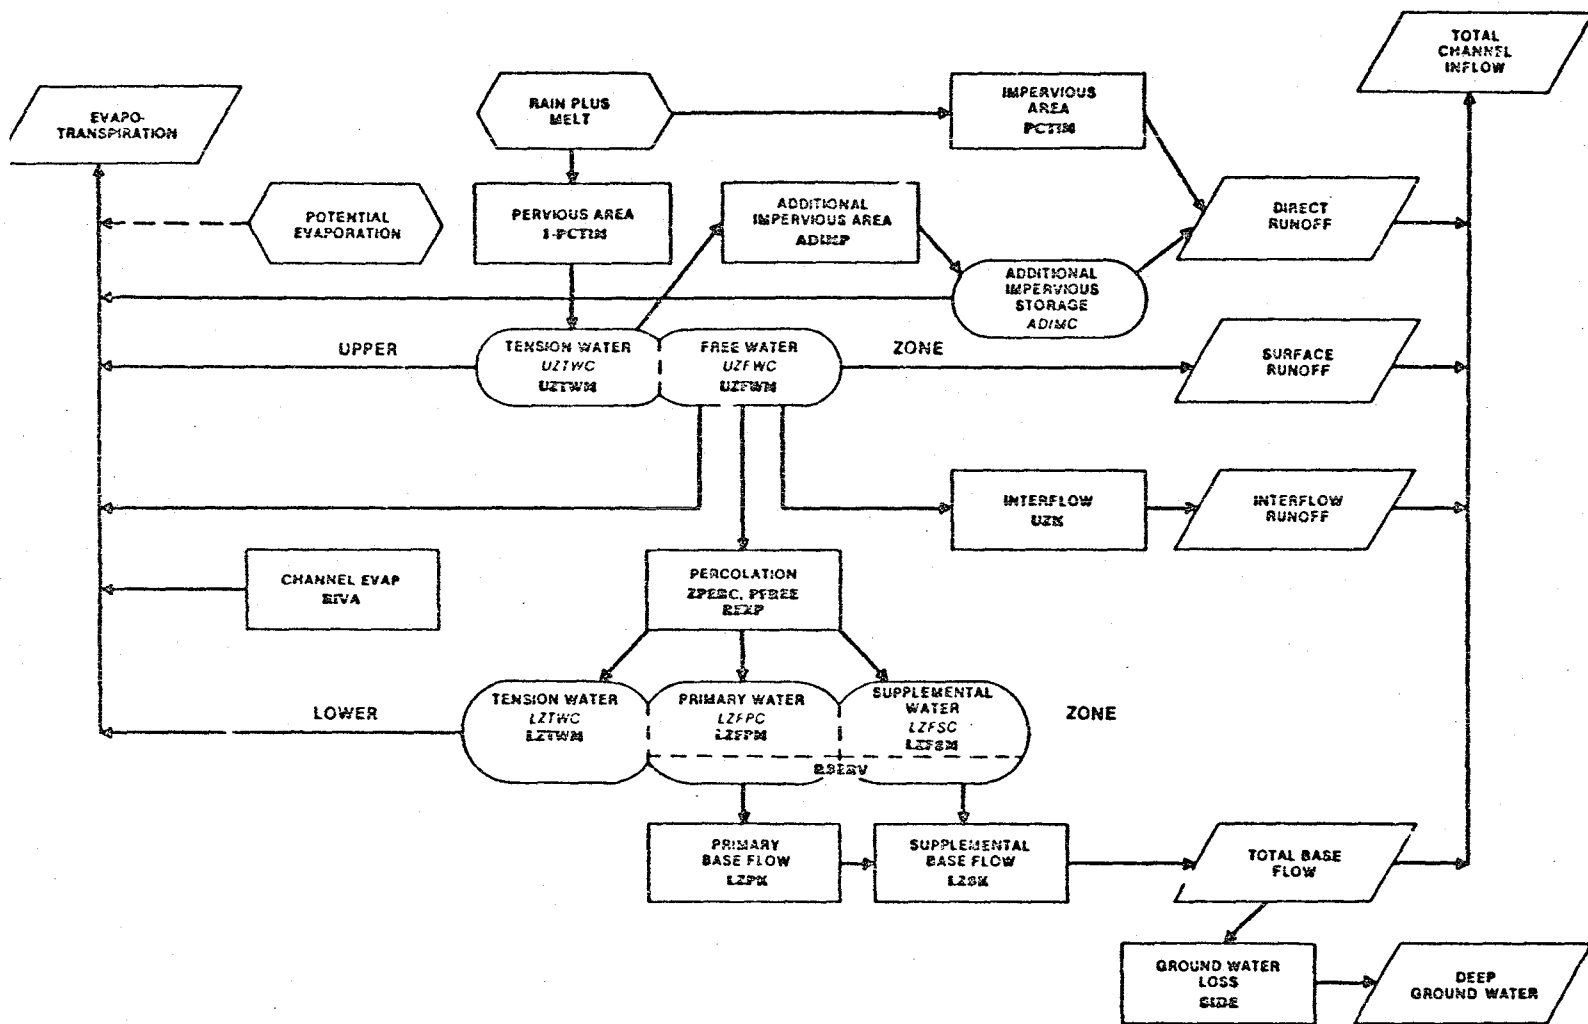 TOTAL
CHANNEL
INFLOW
EVAPO-
TRANSPIRATION
RAIN PLUS
MELT
IMPERVIOUS
AREA
PCTIM
POTENTIAL
EVAPORATION
PERVIOUS AREA
1-PCTIM
ADDITIONAL
IMPERVIOUS AREA
ADIMP
DIRECT
RUNOFF
ADDITIONAL
IMPERVIOUS
STORAGE
ADIMC
UPPER
TENSION WATER
UZTWC
UZTWM
FREE WATER
UZFWC
UZFWM
ZONE
SURFACE
RUNOFF
INTERFLOW
UZK
INTERFLOW
RUNOFF
CHANNEL EVAP
RIVA
PERCOLATION
ZPERC, PFREE
REXP
LOWER
TENSION WATER
LZTWC
LZTWM
PRIMARY WATER
LZFPC
LZFPM
SUPPLEMENTAL
WATER
LZFSC
LZFSM
ZONE
RSERV
PRIMARY
BASE FLOW
LZPK
SUPPLEMENTAL
BASE FLOW
LZSK
TOTAL BASE
FLOW
GROUND WATER
LOSS
SIDE
DEEP
GROUND WATER